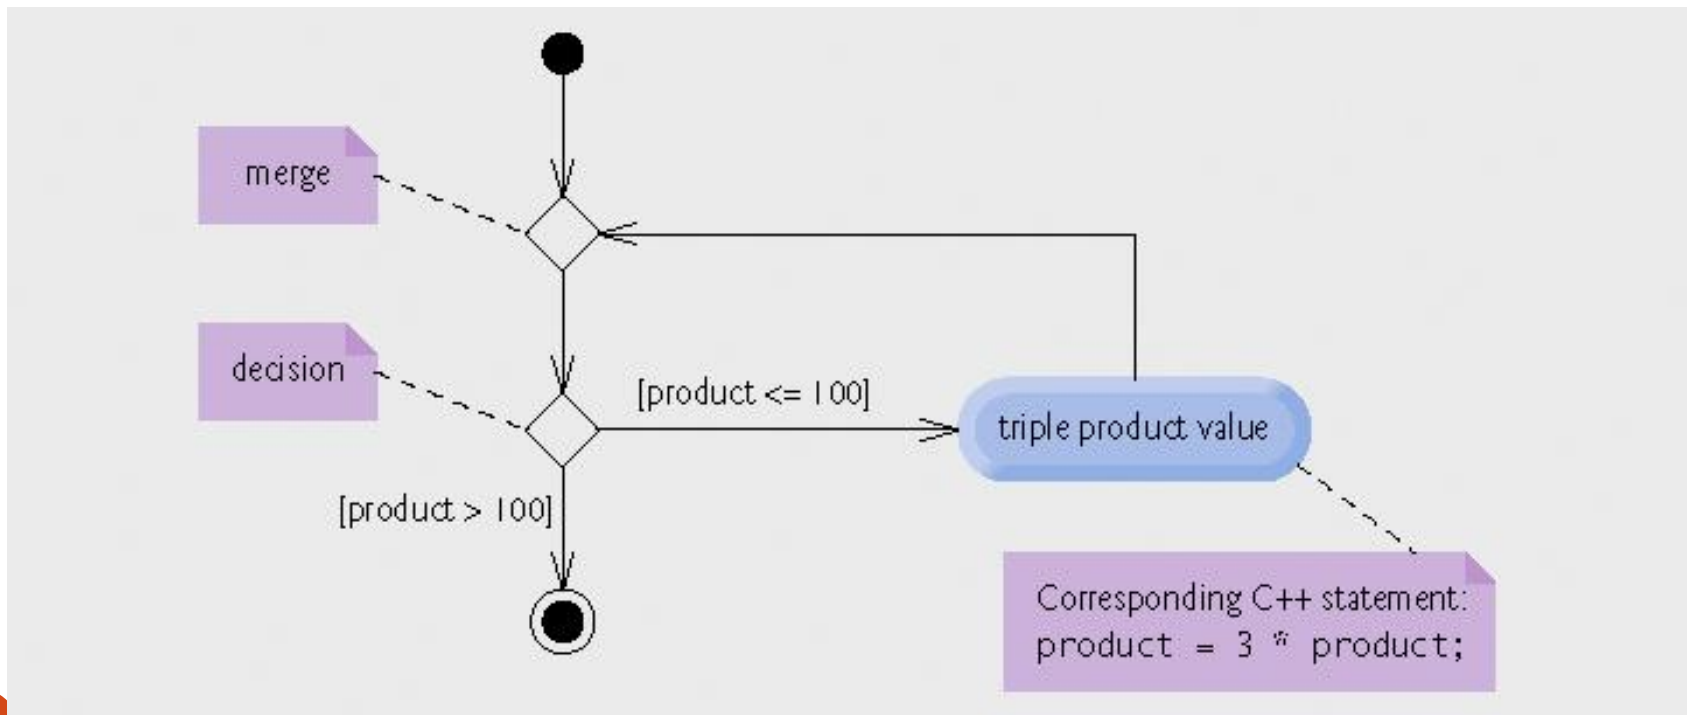 merge
decision
[product <= 100]
triple product value
[product > 100]
Corresponding C++ statement:
product = 3 * product;